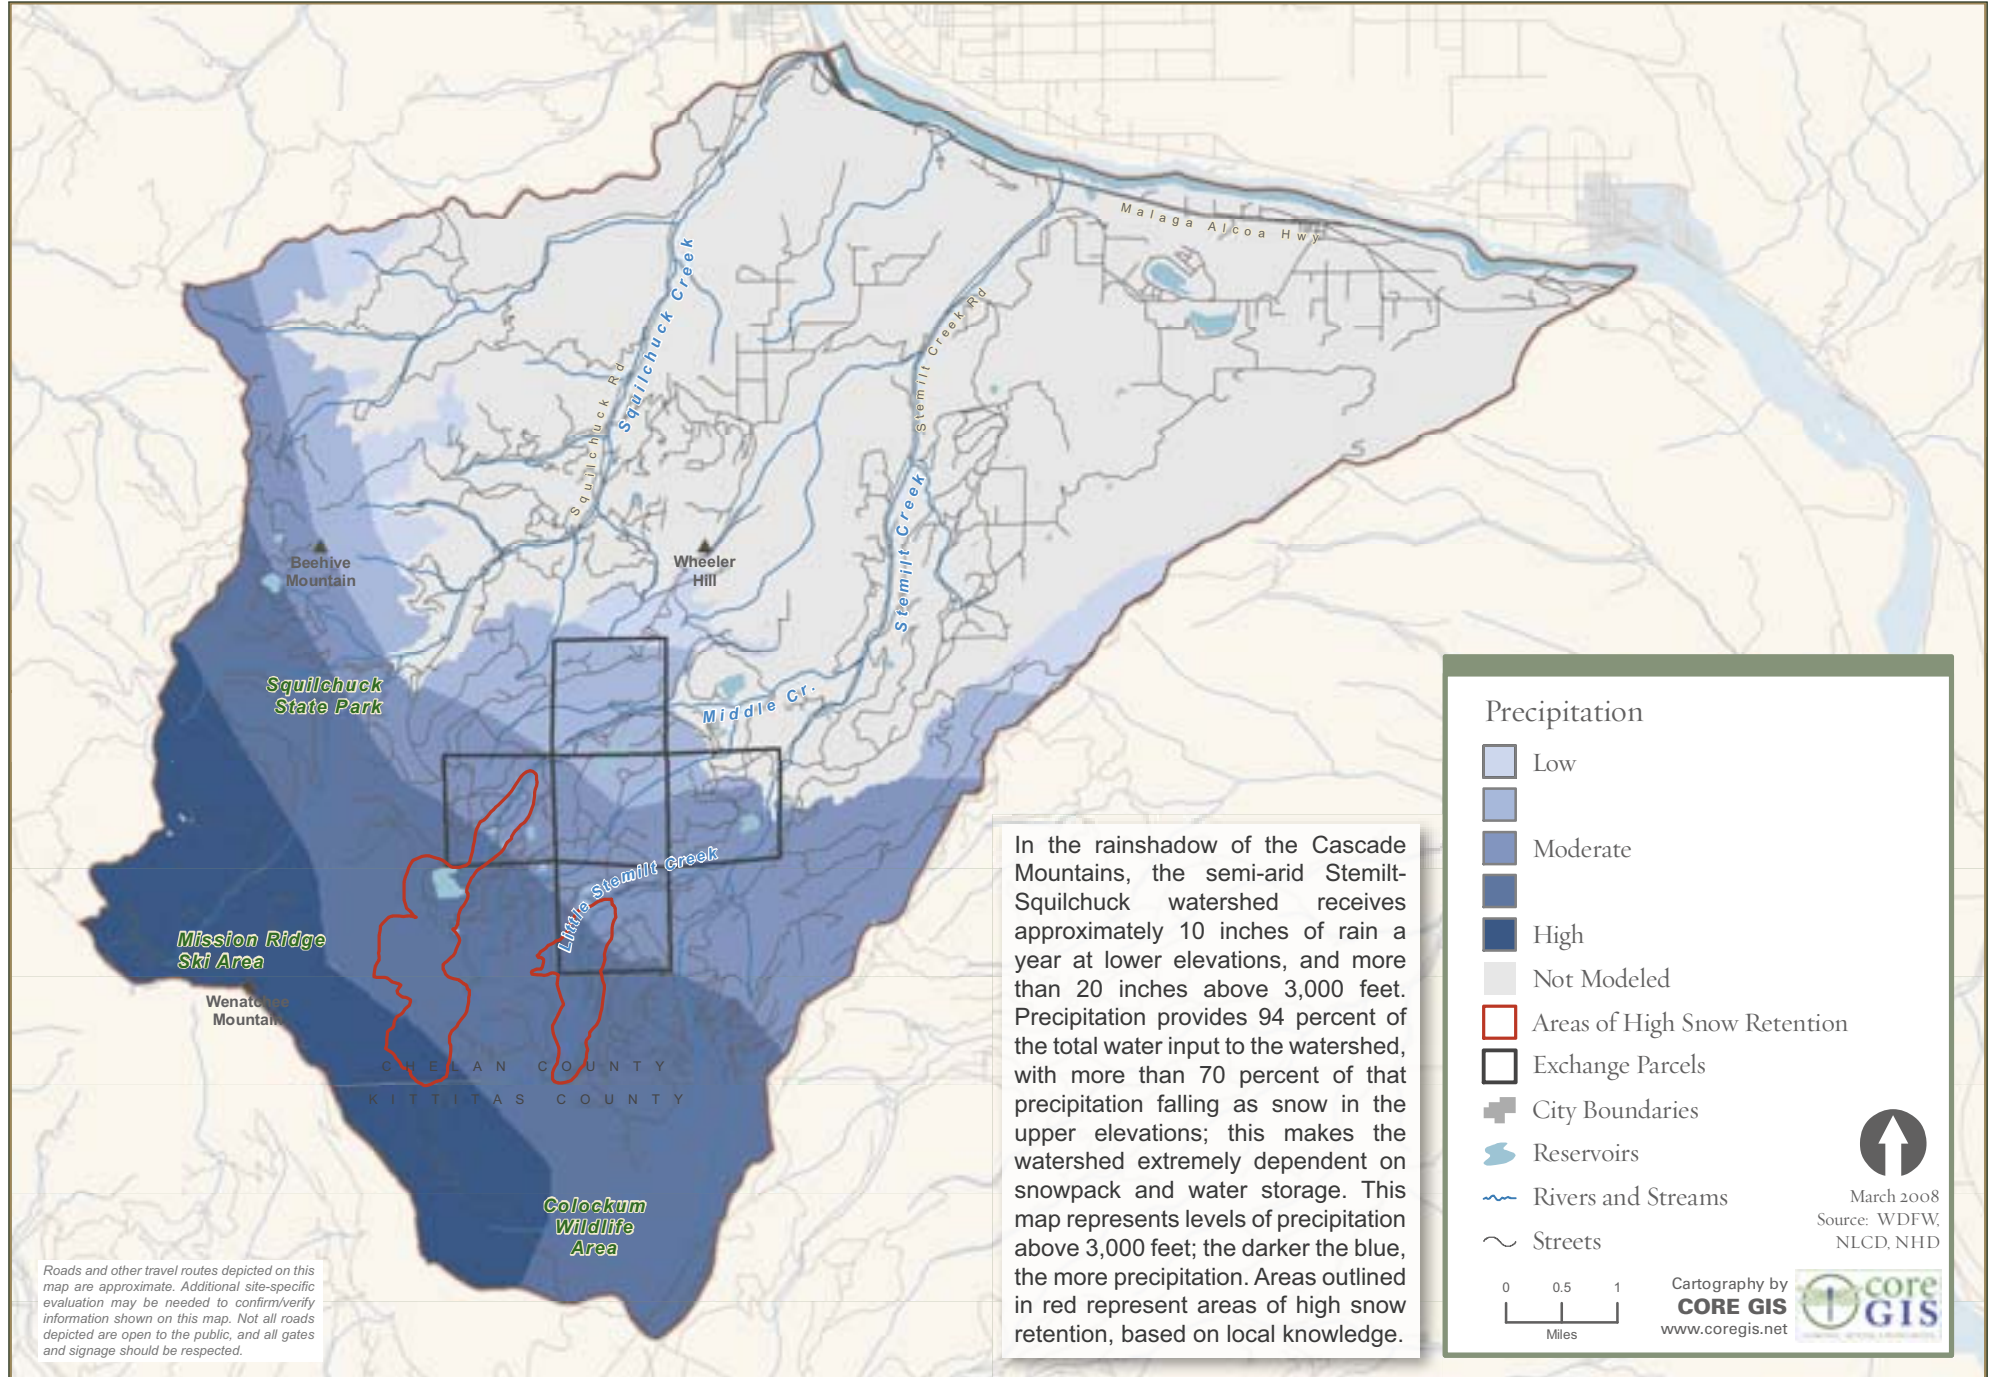 Malaga Alcoa Hwy
Squilchuck Creek
Squilchuck Rd
Stemilt Creek Rd
Stemilt Creek
Beehive
Mountain
Wheeler
Hill
Squilchuck
State Park
Middle Cr.
Little Stemilt Creek
Mission Ridge
Ski Area
Wenatchee
Mountain
CHELAN COUNTY
KITTITAS COUNTY
Colockum
Wildlife
Area
Roads and other travel routes depicted on this
map are approximate. Additional site-specific
evaluation may be needed to confirm/verify
information shown on this map. Not all roads
depicted are open to the public, and all gates
and signage should be respected.
In the rainshadow of the Cascade
Mountains, the semi-arid Stemilt-
Squilchuck watershed receives
approximately 10 inches of rain a
year at lower elevations, and more
than 20 inches above 3,000 feet.
Precipitation provides 94 percent of
the total water input to the watershed,
with more than 70 percent of that
precipitation falling as snow in the
upper elevations; this makes the
watershed extremely dependent on
snowpack and water storage. This
map represents levels of precipitation
above 3,000 feet; the darker the blue,
the more precipitation. Areas outlined
in red represent areas of high snow
retention, based on local knowledge.
Precipitation
Low
Moderate
High
Not Modeled
Areas of High Snow Retention
Exchange Parcels
City Boundaries
Reservoirs
Rivers and Streams
Streets
March 2008
Source: WDFW,
NLCD, NHD
0 0.5 1
Miles
Cartography by
CORE GIS
www.coregis.net
core
GIS